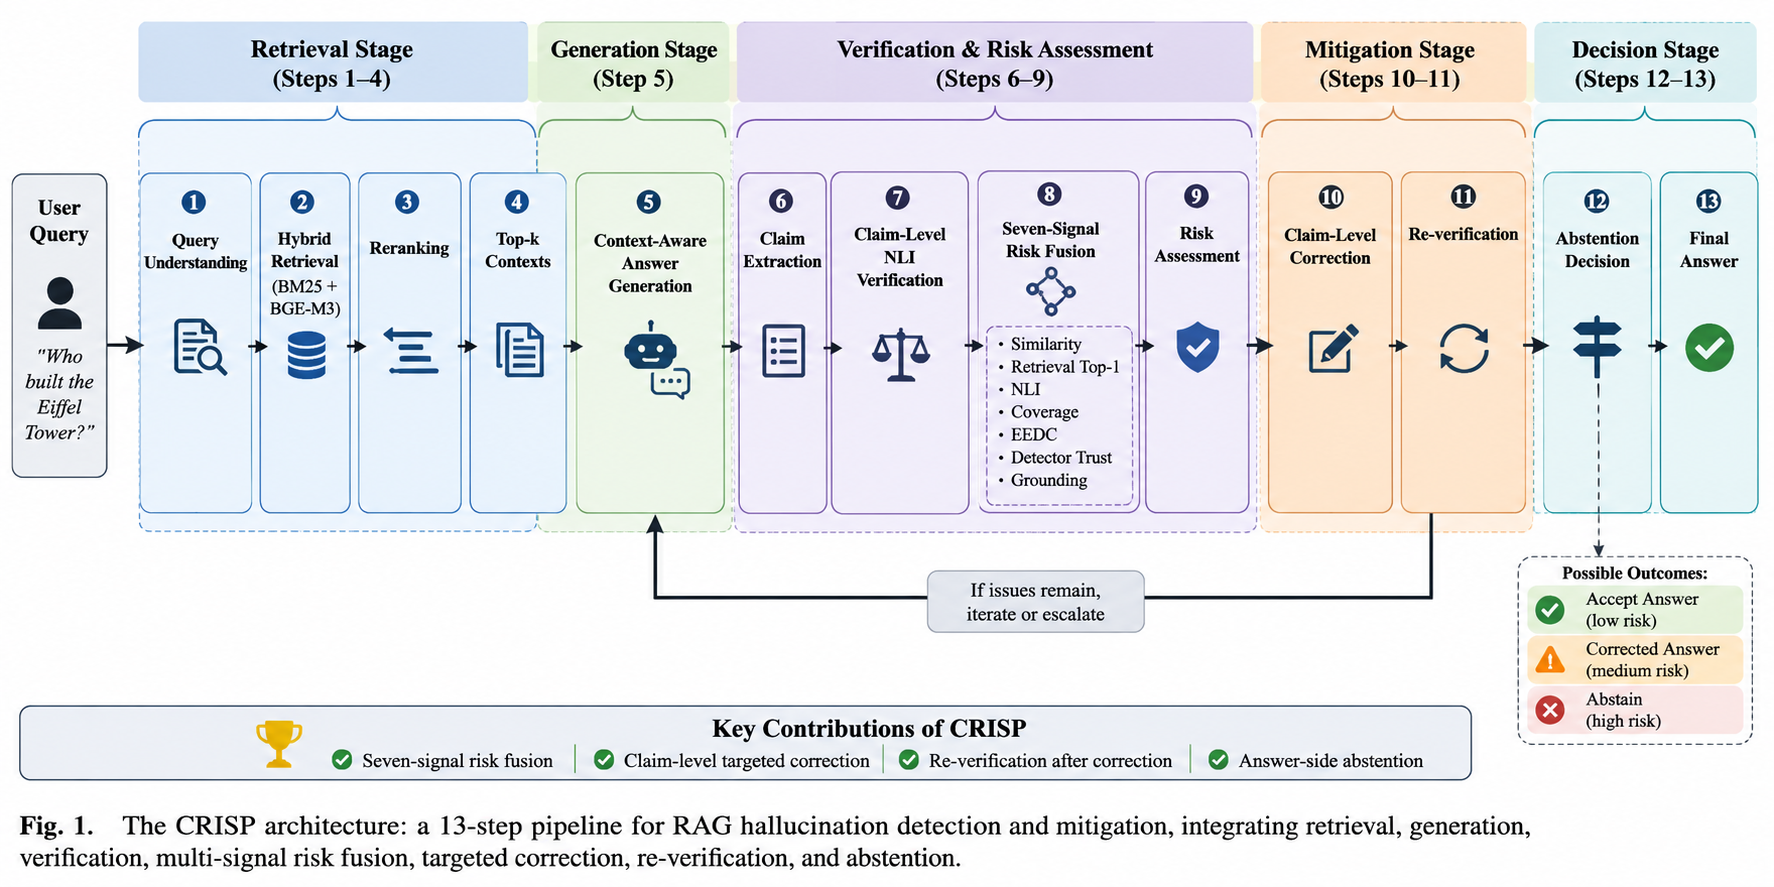 Retrieval Stage
(Steps 1–4)
Generation Stage
(Step 5)
Verification & Risk Assessment
(Steps 6–9)
Mitigation Stage
(Steps 10–11)
Decision Stage
(Steps 12–13)
User
Query
"Who
built the
Eiffel
Tower?"
1
Query
Understanding
2
Hybrid
Retrieval
(BM25 +
BGE-M3)
3
Reranking
4
Top-k
Contexts
5
Context-Aware
Answer
Generation
6
Claim
Extraction
7
Claim-Level
NLI
Verification
8
Seven-Signal
Risk Fusion
• Similarity
• Retrieval Top-1
• NLI
• Coverage
• EEDC
• Detector Trust
• Grounding
9
Risk
Assessment
10
Claim-Level
Correction
11
Re-verification
12
Abstention
Decision
13
Final
Answer
If issues remain,
iterate or escalate
Possible Outcomes:
Accept Answer
(low risk)
Corrected Answer
(medium risk)
Abstain
(high risk)
Key Contributions of CRISP
Seven-signal risk fusion
Claim-level targeted correction
Re-verification after correction
Answer-side abstention
Fig. 1. The CRISP architecture: a 13-step pipeline for RAG hallucination detection and mitigation, integrating retrieval, generation,
verification, multi-signal risk fusion, targeted correction, re-verification, and abstention.